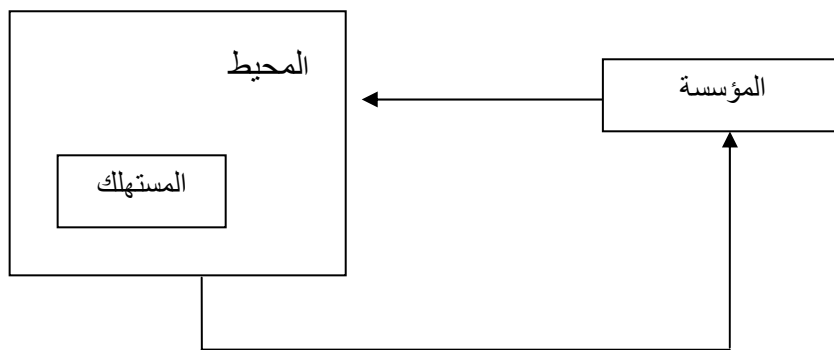 المحيط
المؤسسة
المستهلك